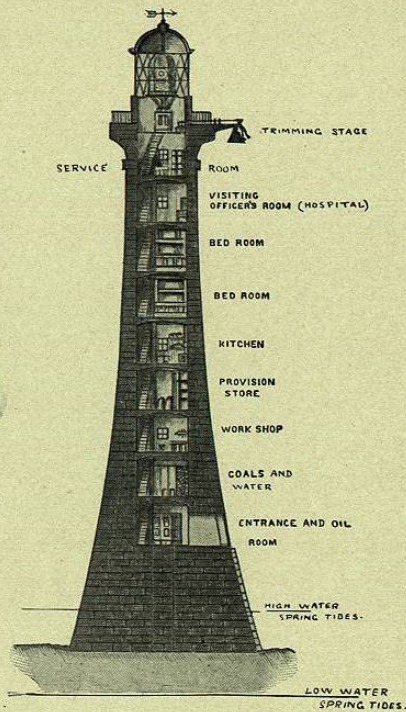 TRIMMING STAGE
SERVICE ROOM
VISITING
OFFICER'S ROOM (HOSPITAL)
BED ROOM
BED ROOM
KITCHEN
PROVISION
STORE
WORK SHOP
COALS AND
WATER
ENTRANCE AND OIL
ROOM
HIGH WATER
SPRING TIDES.
LOW WATER
SPRING TIDES.